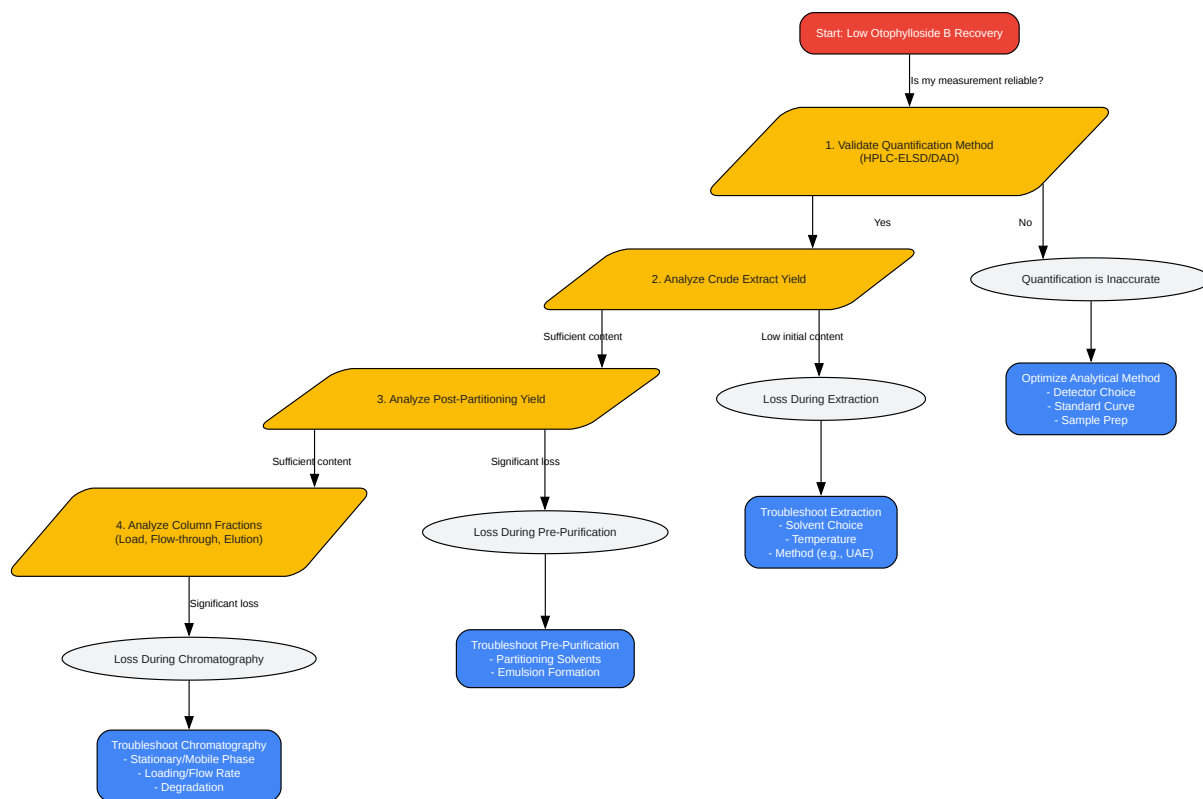 Start: Low Otophylloside B Recovery
Is my measurement reliable?
1. Validate Quantification Method
(HPLC-ELSD/DAD)
Yes
No
2. Analyze Crude Extract Yield
Quantification is Inaccurate
Sufficient content
Low initial content
Optimize Analytical Method
- Detector Choice
- Standard Curve
- Sample Prep
3. Analyze Post-Partitioning Yield
Loss During Extraction
Sufficient content
Significant loss
4. Analyze Column Fractions
(Load, Flow-through, Elution)
Loss During Pre-Purification
Troubleshoot Extraction
- Solvent Choice
- Temperature
- Method (e.g., UAE)
Significant loss
Loss During Chromatography
Troubleshoot Pre-Purification
- Partitioning Solvents
- Emulsion Formation
Troubleshoot Chromatography
- Stationary/Mobile Phase
- Loading/Flow Rate
- Degradation